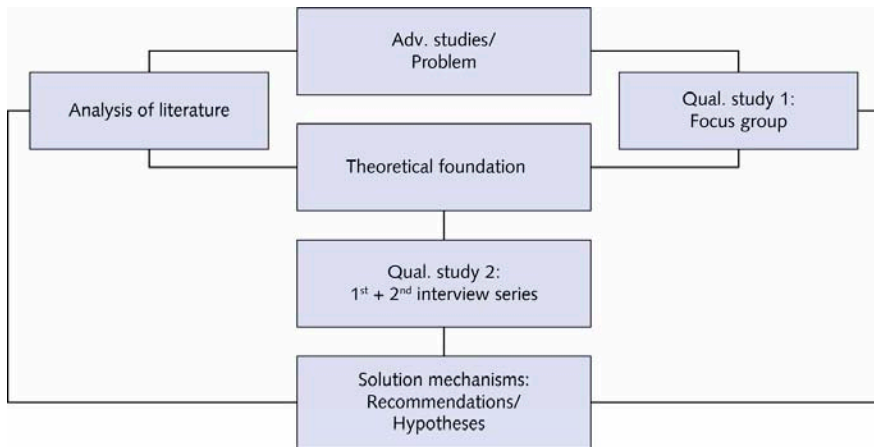 Adv. studies/
Problem
Analysis of literature
Qual. study 1:
Focus group
Theoretical foundation
Qual. study 2:
1st + 2nd interview series
Solution mechanisms:
Recommendations/
Hypotheses